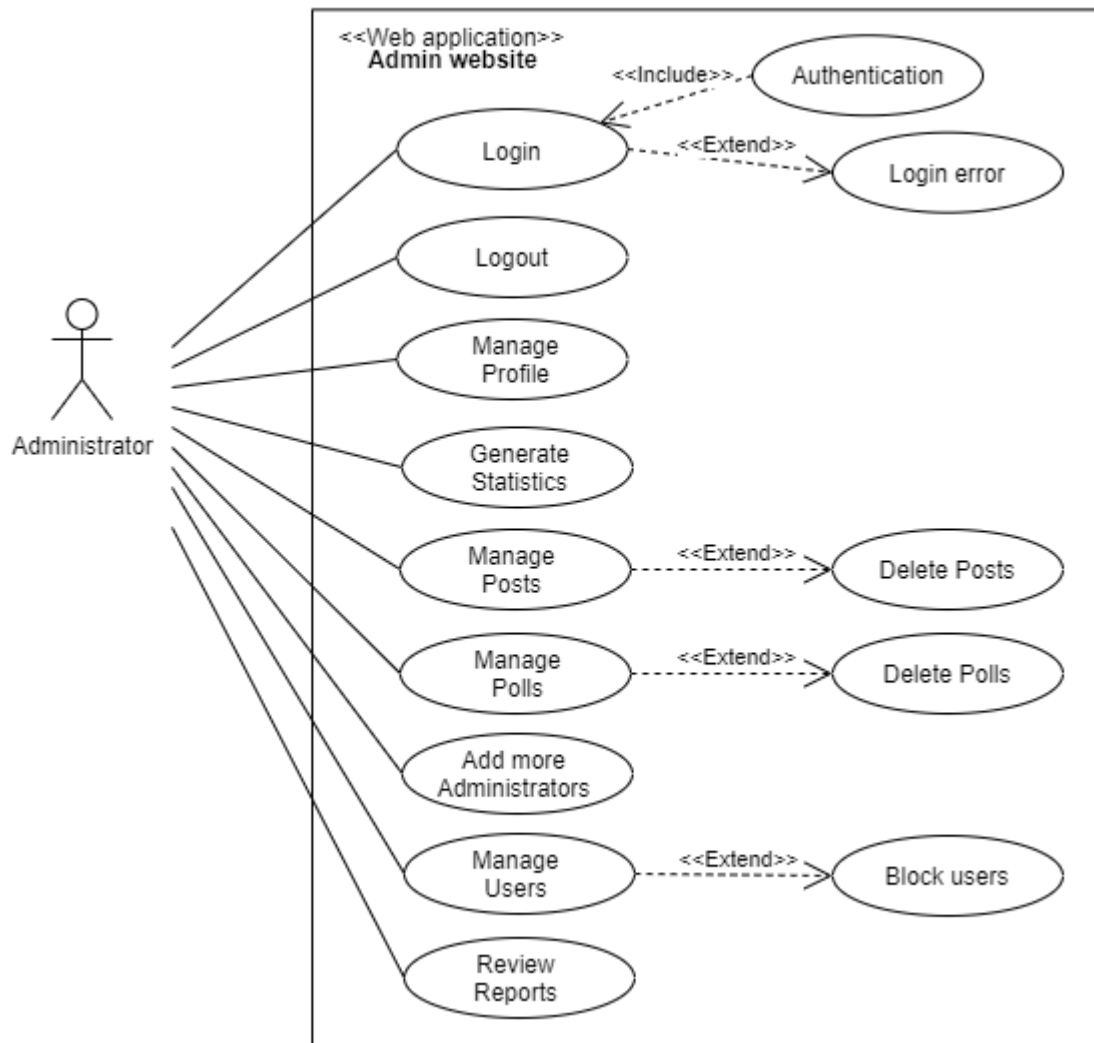 <<Web application>>
Admin website
<<Include>>
Authentication
Login
<<Extend>>
Login error
Logout
Manage
Profile
Administrator
Generate
Statistics
Manage
Posts
<<Extend>>
Delete Posts
Manage
Polls
<<Extend>>
Delete Polls
Add more
Administrators
Manage
Users
<<Extend>>
Block users
Review
Reports